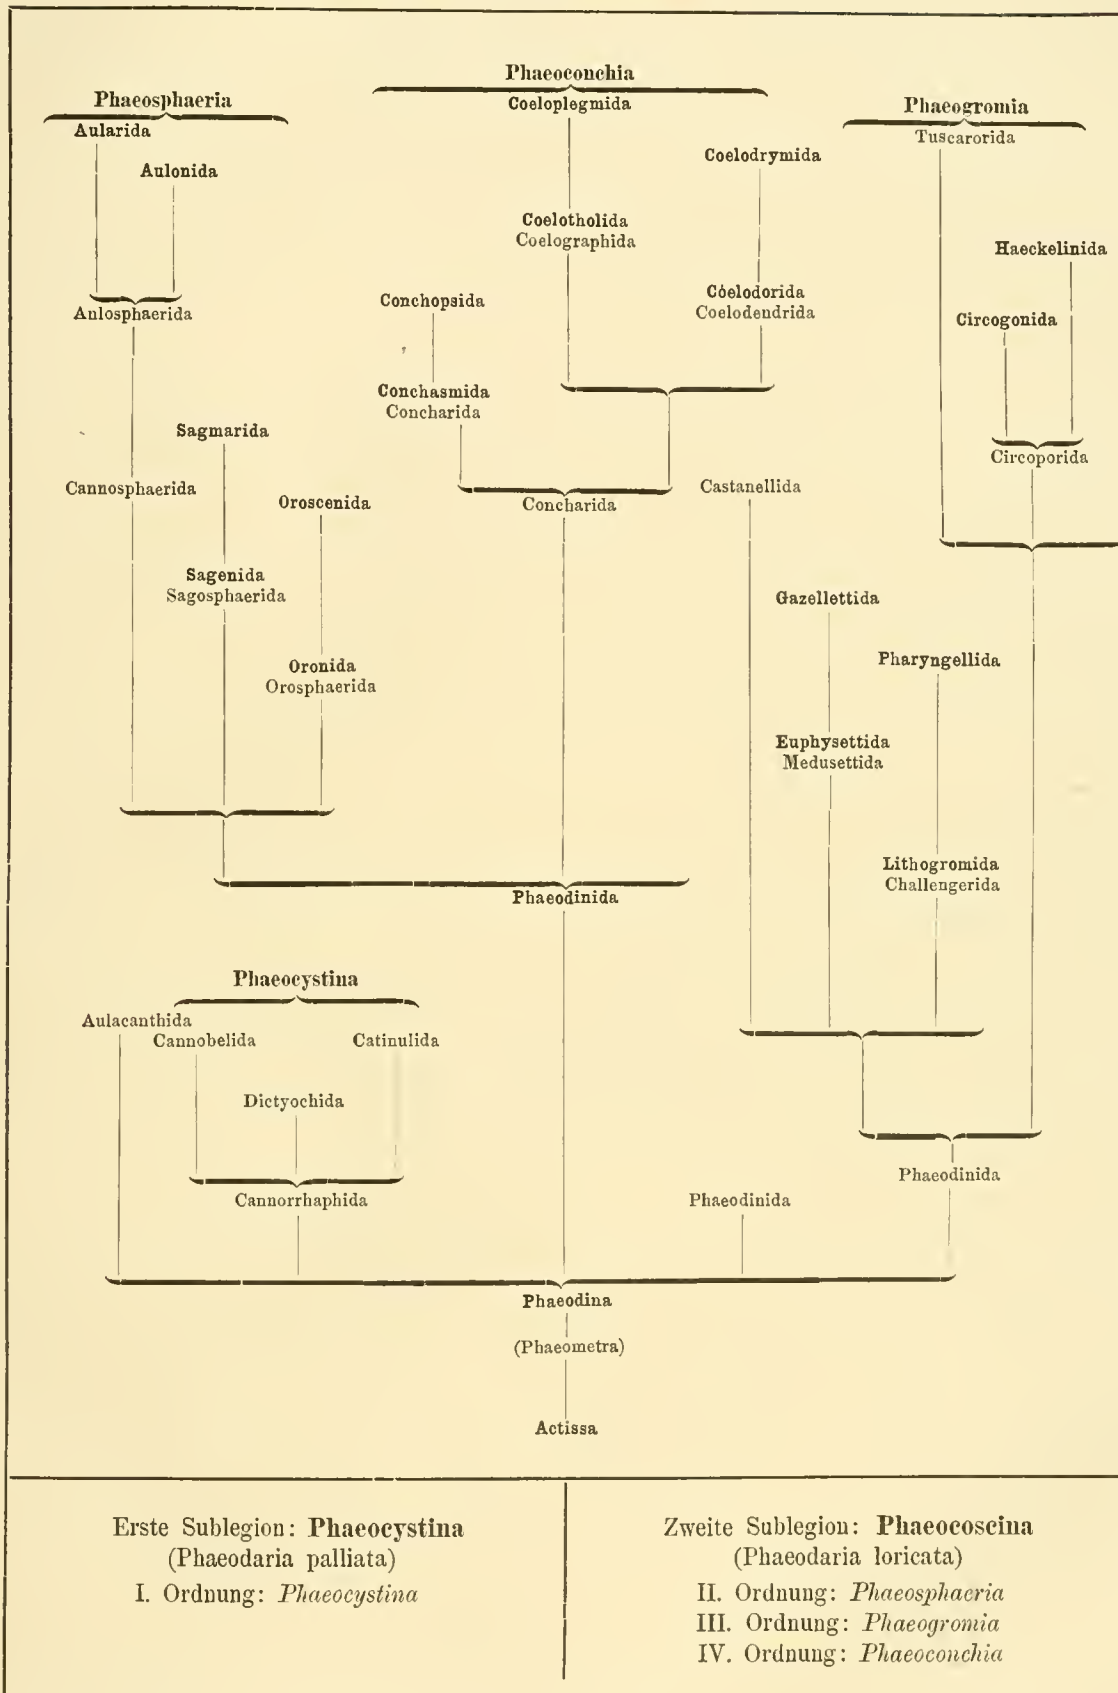 Phaeoconchia
Phaeosphaeria
Coeloplegmida
Phaeogromia
Aularida
Tuscarorida
Coelodrymida
Aulonida
Coelotholida
Coelographida
Haeckelinida
Cóelodorida
Conchopsida
Coelodendrida
Aulosphaerida
Circogonida
Conchasmida
Concharida
Sagmarida
Circoporida
Cannosphaerida
Castanellida
Oroscenida
Concharida
Sagenida
Sagosphaerida
Gazellettida
Pharyngellida
Oronida
Orosphaerida
Euphysettida
Medusettida
Lithogromida
Challengerida
Phaeodinida
Phaeocystina
Aulacanthida
Cannobelida
Catinulida
Dictyochida
Phaeodinida
Cannorrhaphida
Phaeodinida
Phaeodina
(Phaeometra)
Actissa
Erste Sublegion: Phaeocystina
(Phaeodaria palliata)
I. Ordnung: Phaeocystina
Zweite Sublegion: Phaeocoscina
(Phaeodaria loricata)
II. Ordnung: Phaeosphaeria
III. Ordnung: Phaeogromia
IV. Ordnung: Phaeoconchia